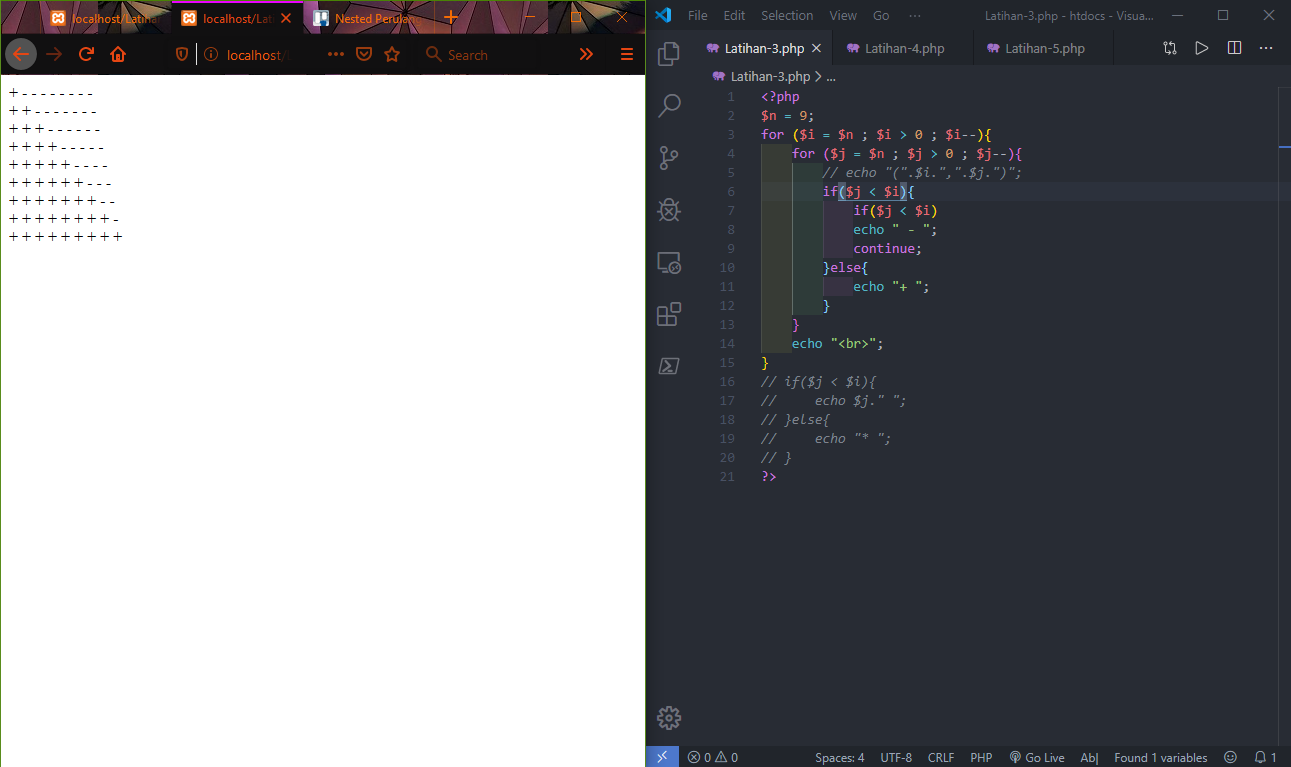 localhost/Latihan
localhost/Lat
Nested Perulang
localhost/L
Search
+--------
++-------
+++------
++++-----
+++++----
++++++---
+++++++--
++++++++-
+++++++++
File Edit Selection View Go ··· Latihan-3.php - htdocs - Visua...
Latihan-3.php Latihan-4.php Latihan-5.php
Latihan-3.php > ...
1 <?php
2 $n = 9;
3 for ($i = $n ; $i > 0 ; $i--){
4 for ($j = $n ; $j > 0 ; $j--){
5 // echo "(".$i.",".$j.")";
6 if($j < $i){
7 if($j < $i)
8 echo " - ";
9 continue;
10 }else{
11 echo "+ ";
12 }
13 }
14 echo "<br>";
15 }
16 // if($j < $i){
17 //     echo $j." ";
18 // }else{
19 //     echo "* ";
20 // }
21 ?>
0 0 Spaces: 4 UTF-8 CRLF PHP Go Live Ab| Found 1 variables 1